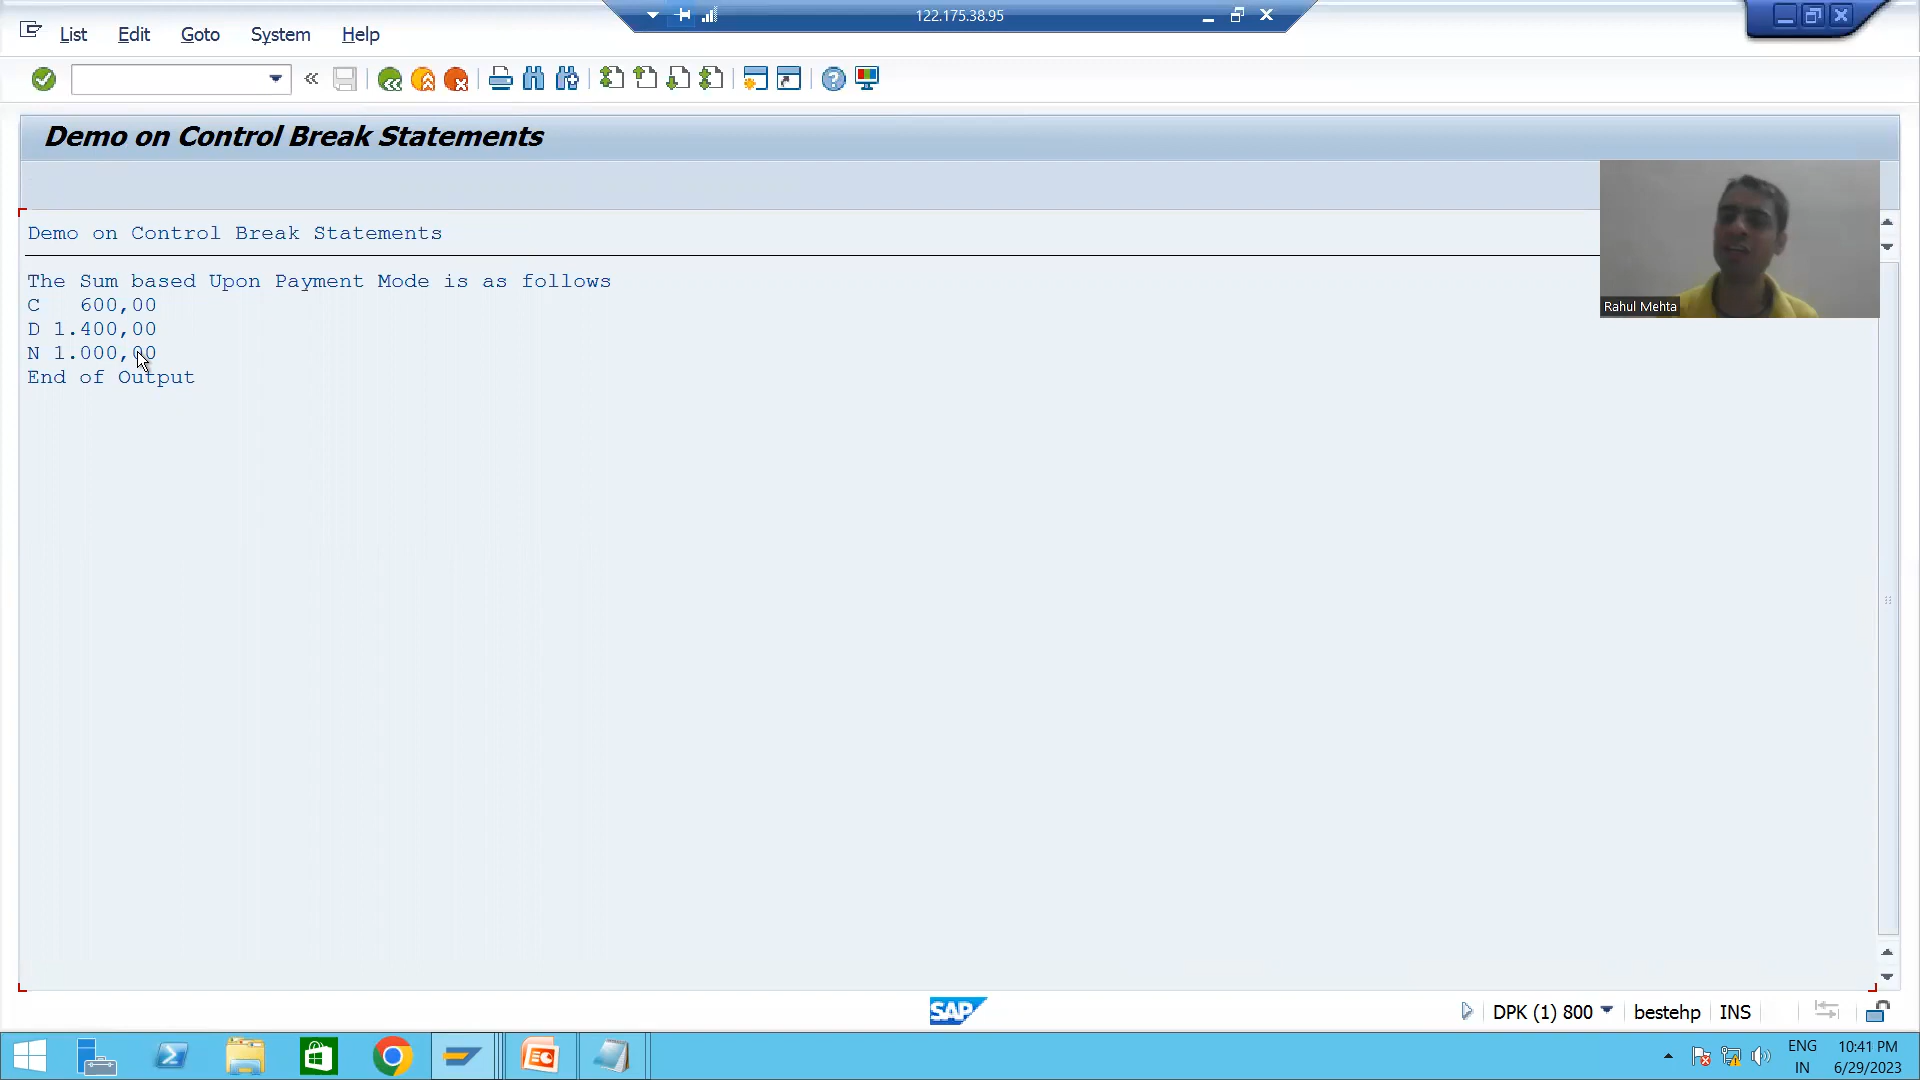 122.175.38.95
List Edit Goto System Help
Demo on Control Break Statements
Demo on Control Break Statements
The Sum based Upon Payment Mode is as follows
C 600,00
D 1.400,00
N 1.000,00
End of Output
Rahul Mehta
SAP
DPK (1) 800 bestehp INS
ENG 10:41 PM
IN 6/29/2023